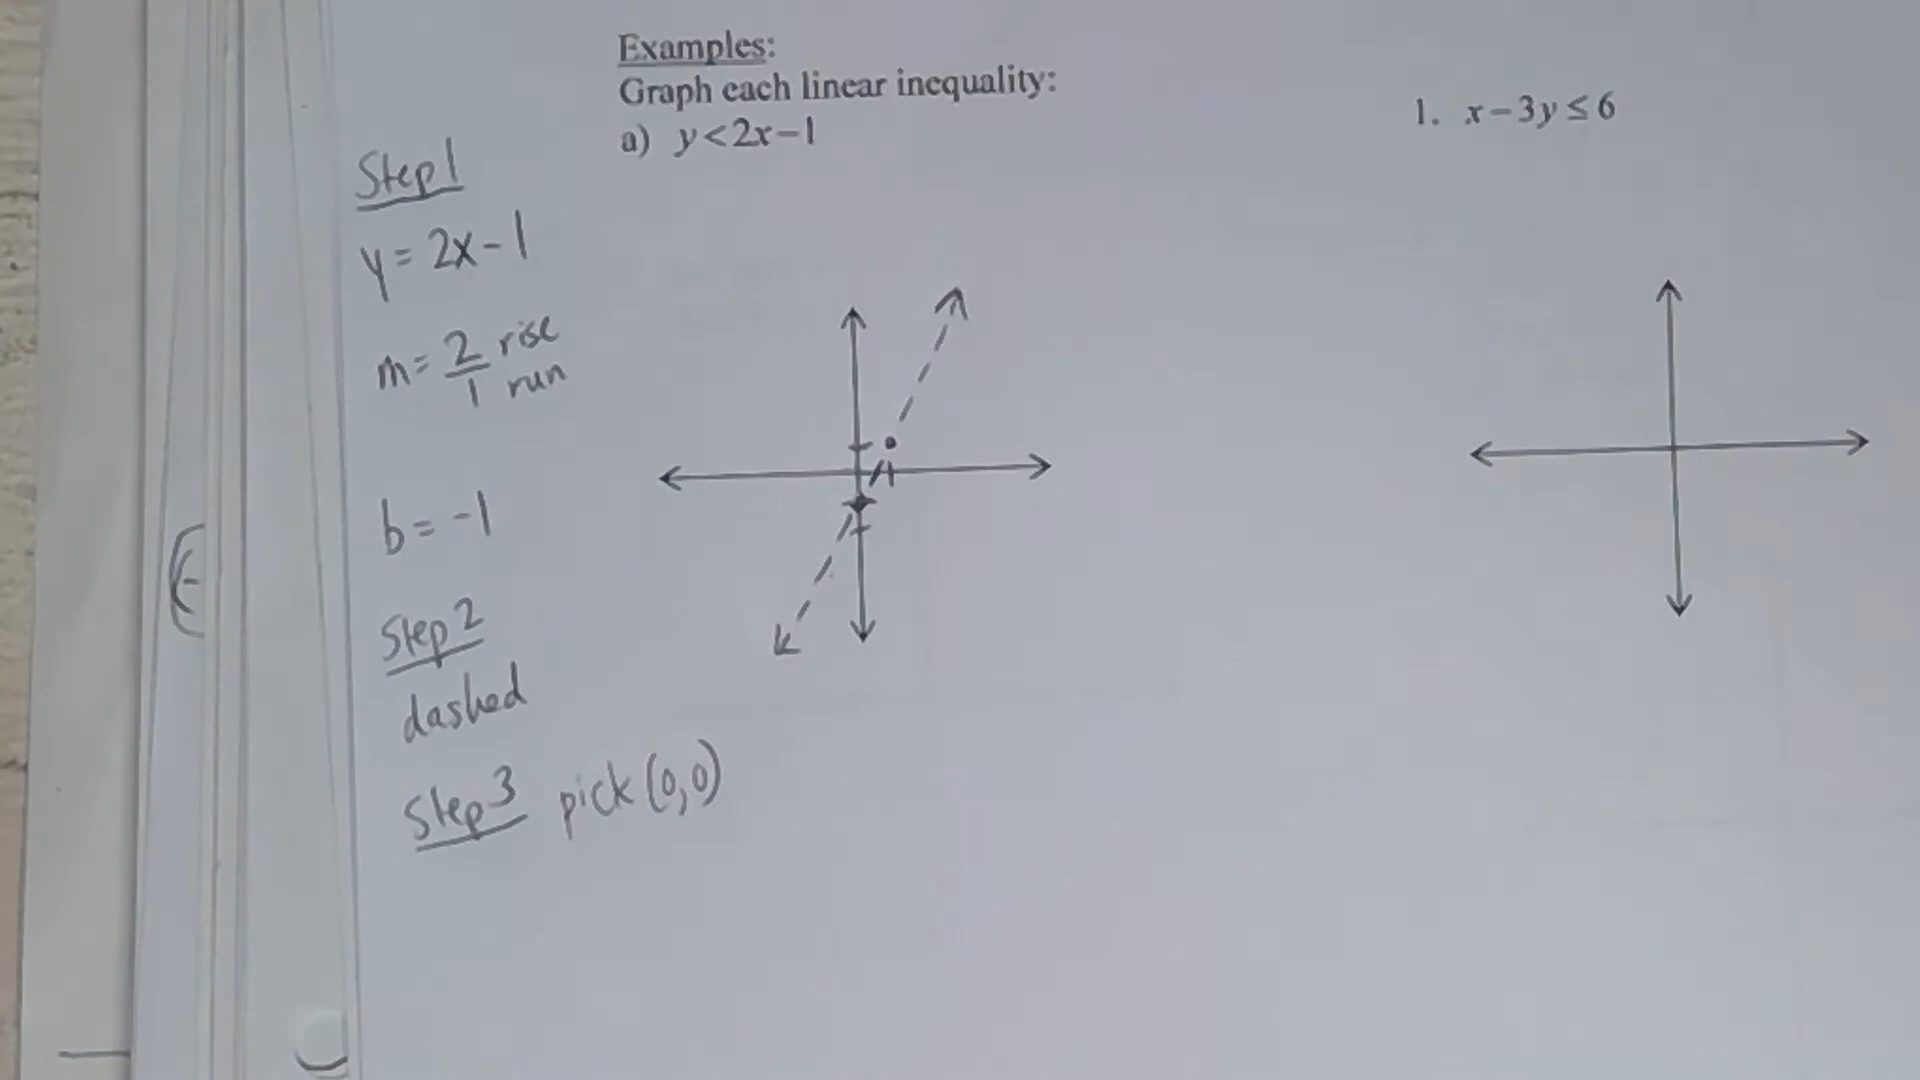 Examples:
Graph each linear inequality:
a) y<2x-1
Step 1
y = 2x - 1
m = 2/1 rise/run
b = -1
Step 2
dashed
Step 3 pick (0,0)
1. x-3y≤6